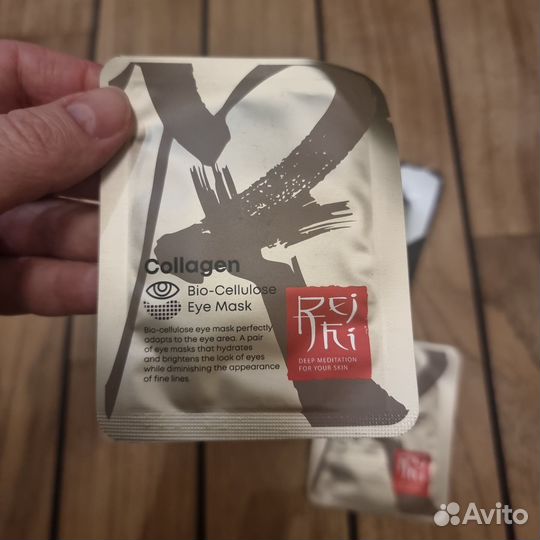 Collagen
Bio-Cellulose
Eye Mask
Bio-cellulose eye mask perfectly
adapts to the eye area. A pair
of eye masks that hydrates
and brightens the look of eyes
while diminishing the appearance
of fine lines.
Rei
Ki
DEEP MEDITATION
FOR YOUR SKIN
Avito